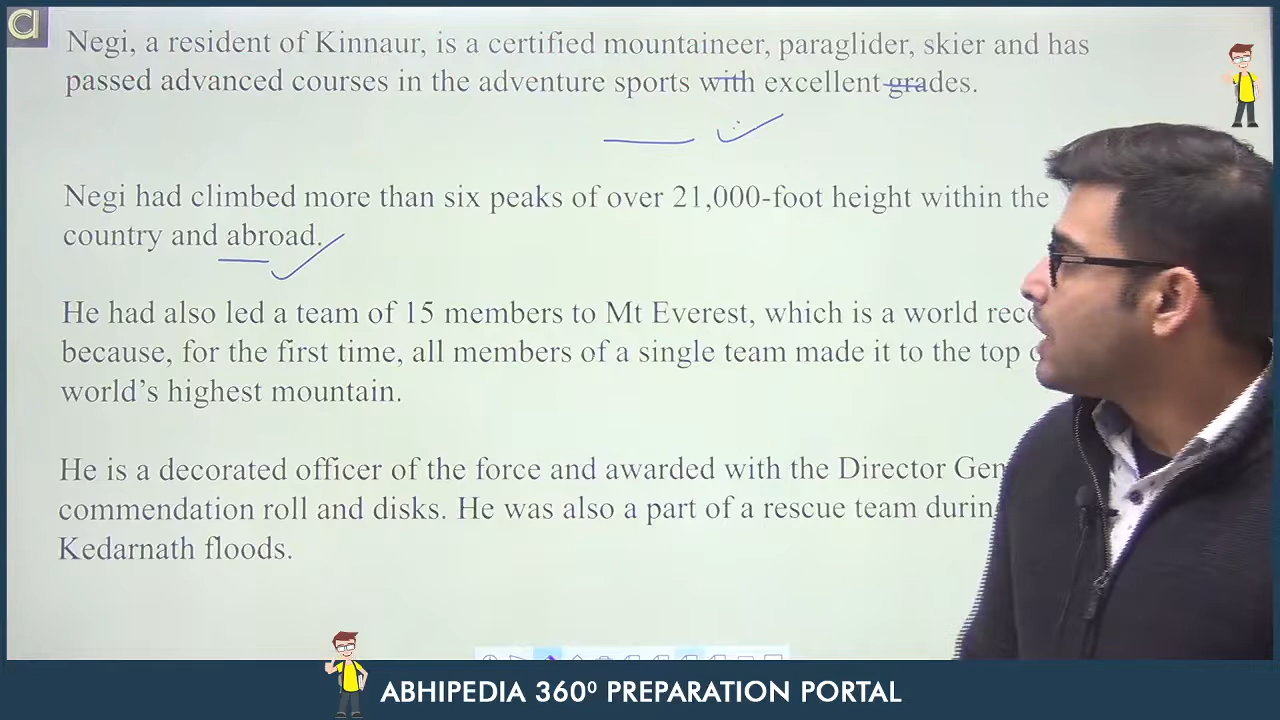 a
Negi, a resident of Kinnaur, is a certified mountaineer, paraglider, skier and has
passed advanced courses in the adventure sports with excellent grades.
Negi had climbed more than six peaks of over 21,000-foot height within the
country and abroad.
He had also led a team of 15 members to Mt Everest, which is a world
because, for the first time, all members of a single team made it to the top
world’s highest mountain.
He is a decorated officer of the force and awarded with the Director
commendation roll and disks. He was also a part of a rescue team
Kedarnath floods.
ABHIPEDIA 360⁰ PREPARATION PORTAL